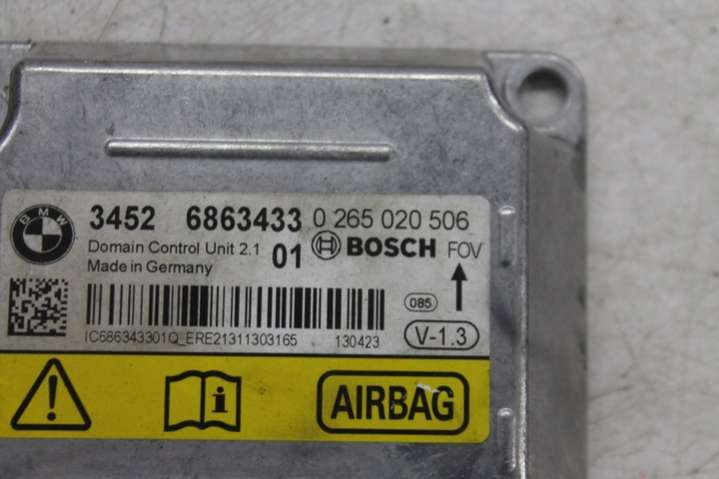 BMW
3452 6863433 0 265 020 506
Domain Control Unit 2.1 01 BOSCH FOV
Made in Germany
085
IC686343301Q_ERE21311303165 130423 V-1.3
i AIRBAG